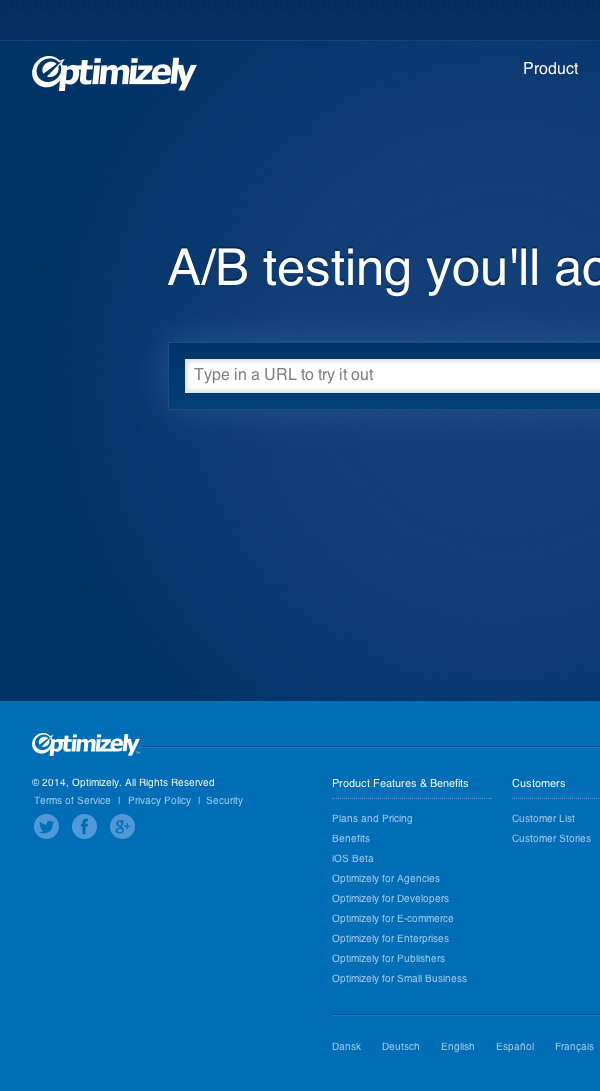 Optimizely
Product
A/B testing you'll ac
Type in a URL to try it out
Optimizely
© 2014, Optimizely. All Rights Reserved
Terms of Service | Privacy Policy | Security
Product Features & Benefits
Plans and Pricing
Benefits
iOS Beta
Optimizely for Agencies
Optimizely for Developers
Optimizely for E-commerce
Optimizely for Enterprises
Optimizely for Publishers
Optimizely for Small Business
Customers
Customer List
Customer Stories
Dansk Deutsch English Español Français